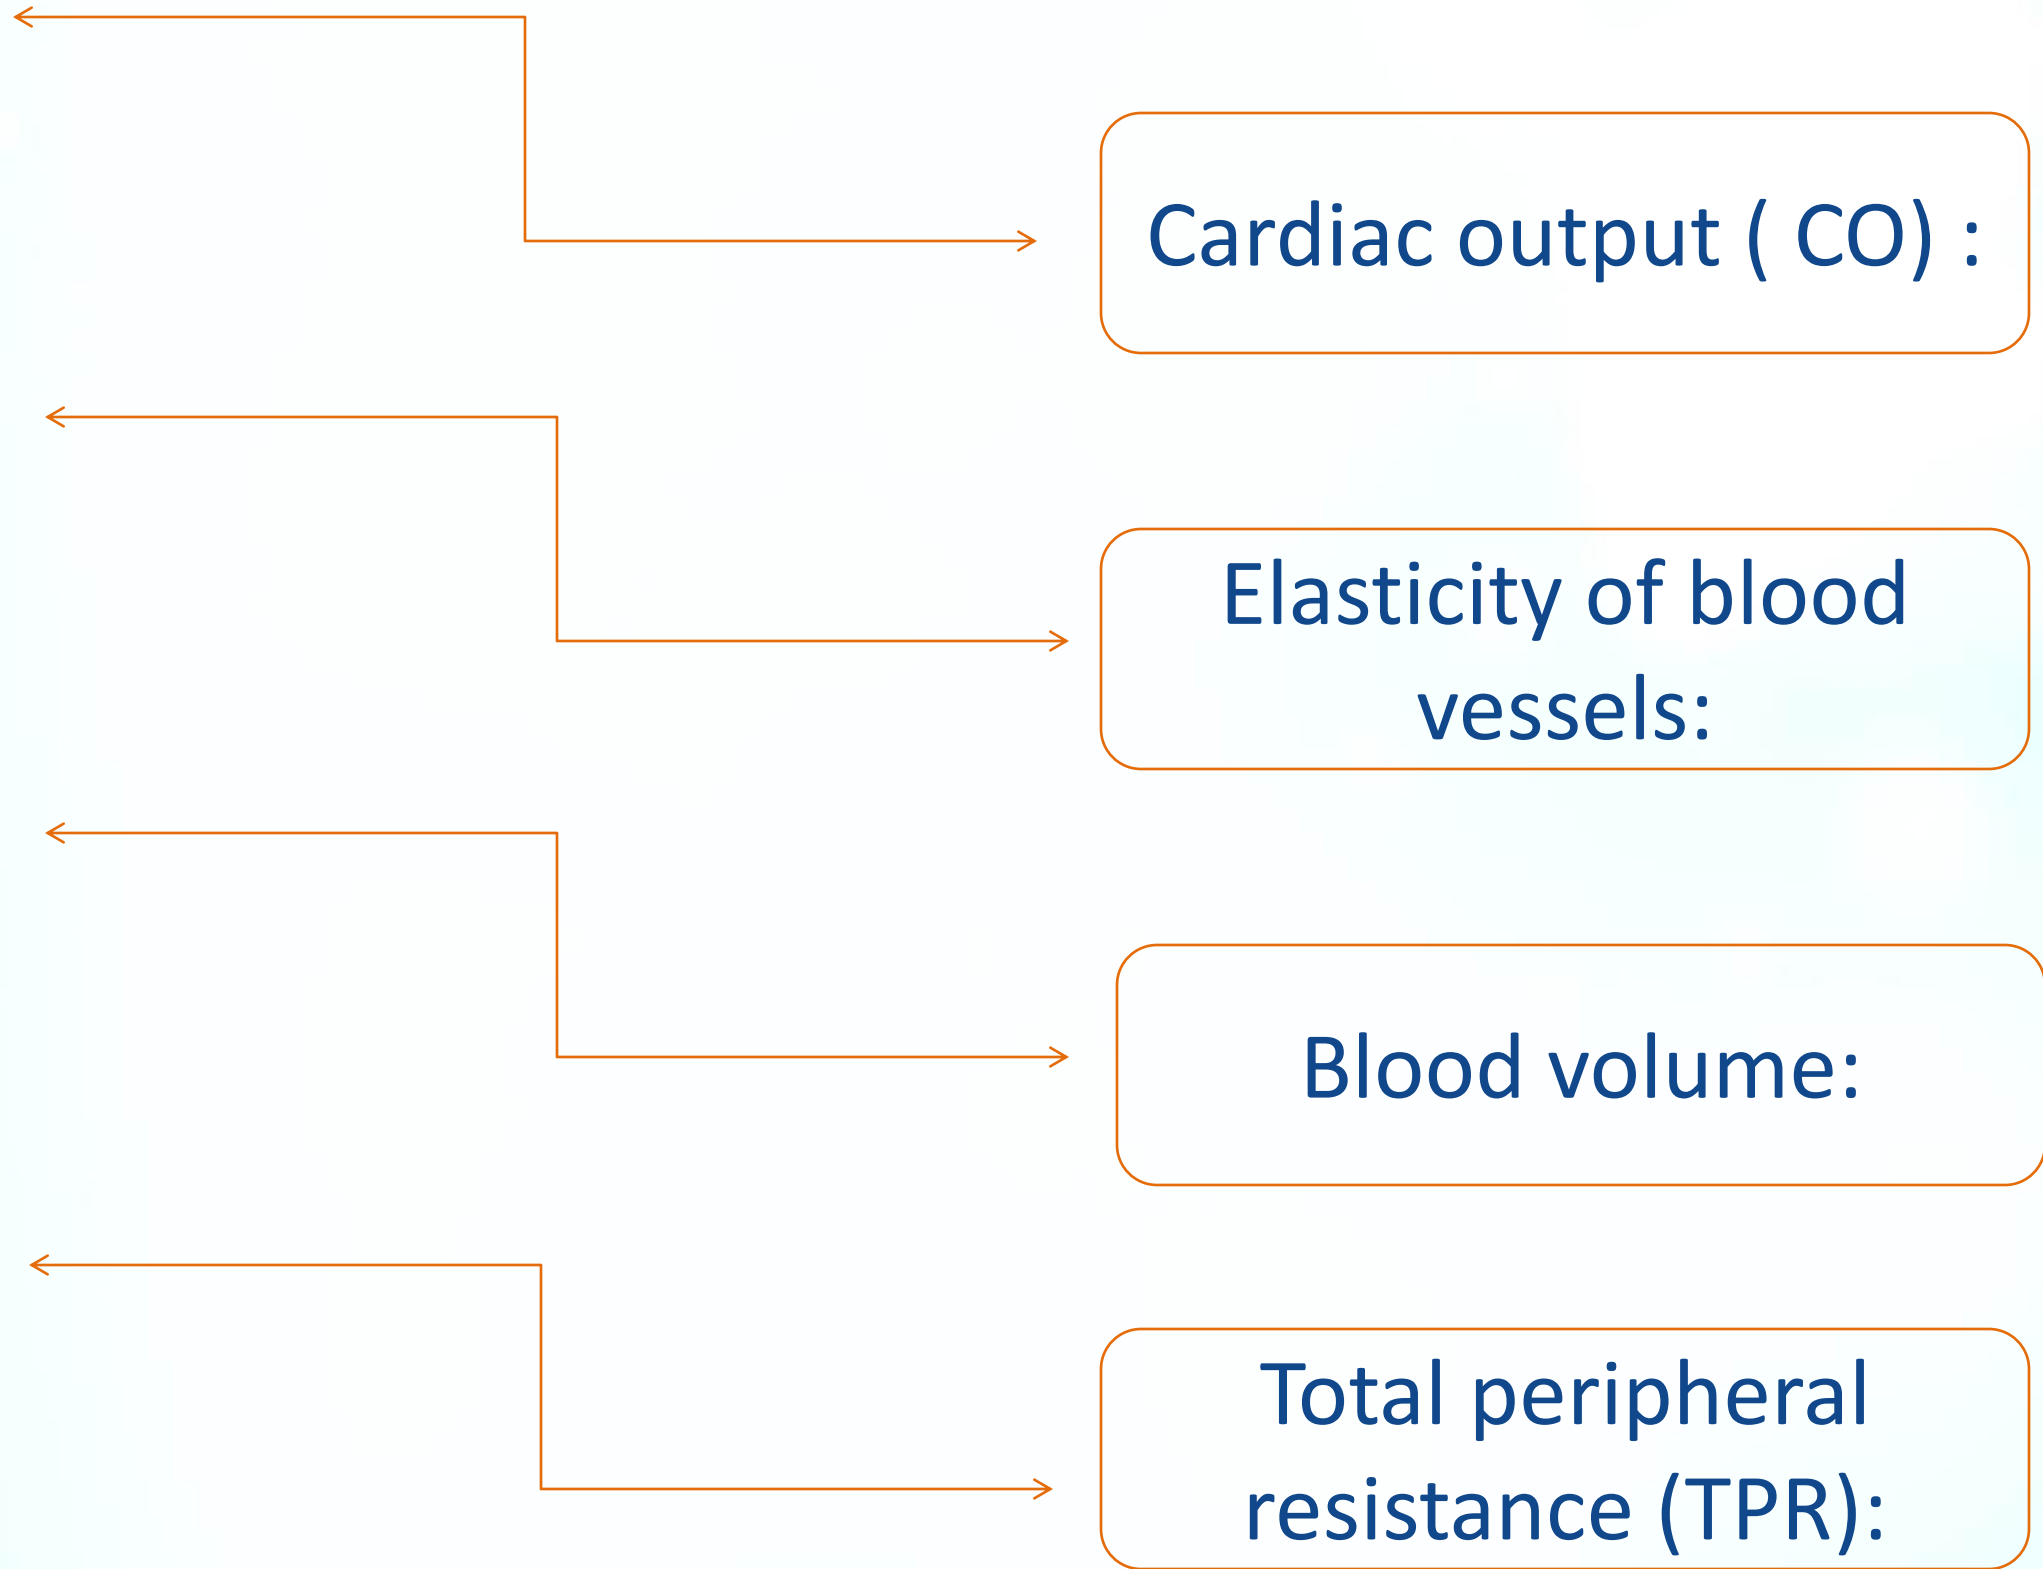 Cardiac output ( CO) :
Elasticity of blood
vessels:
Blood volume:
Total peripheral
resistance (TPR):